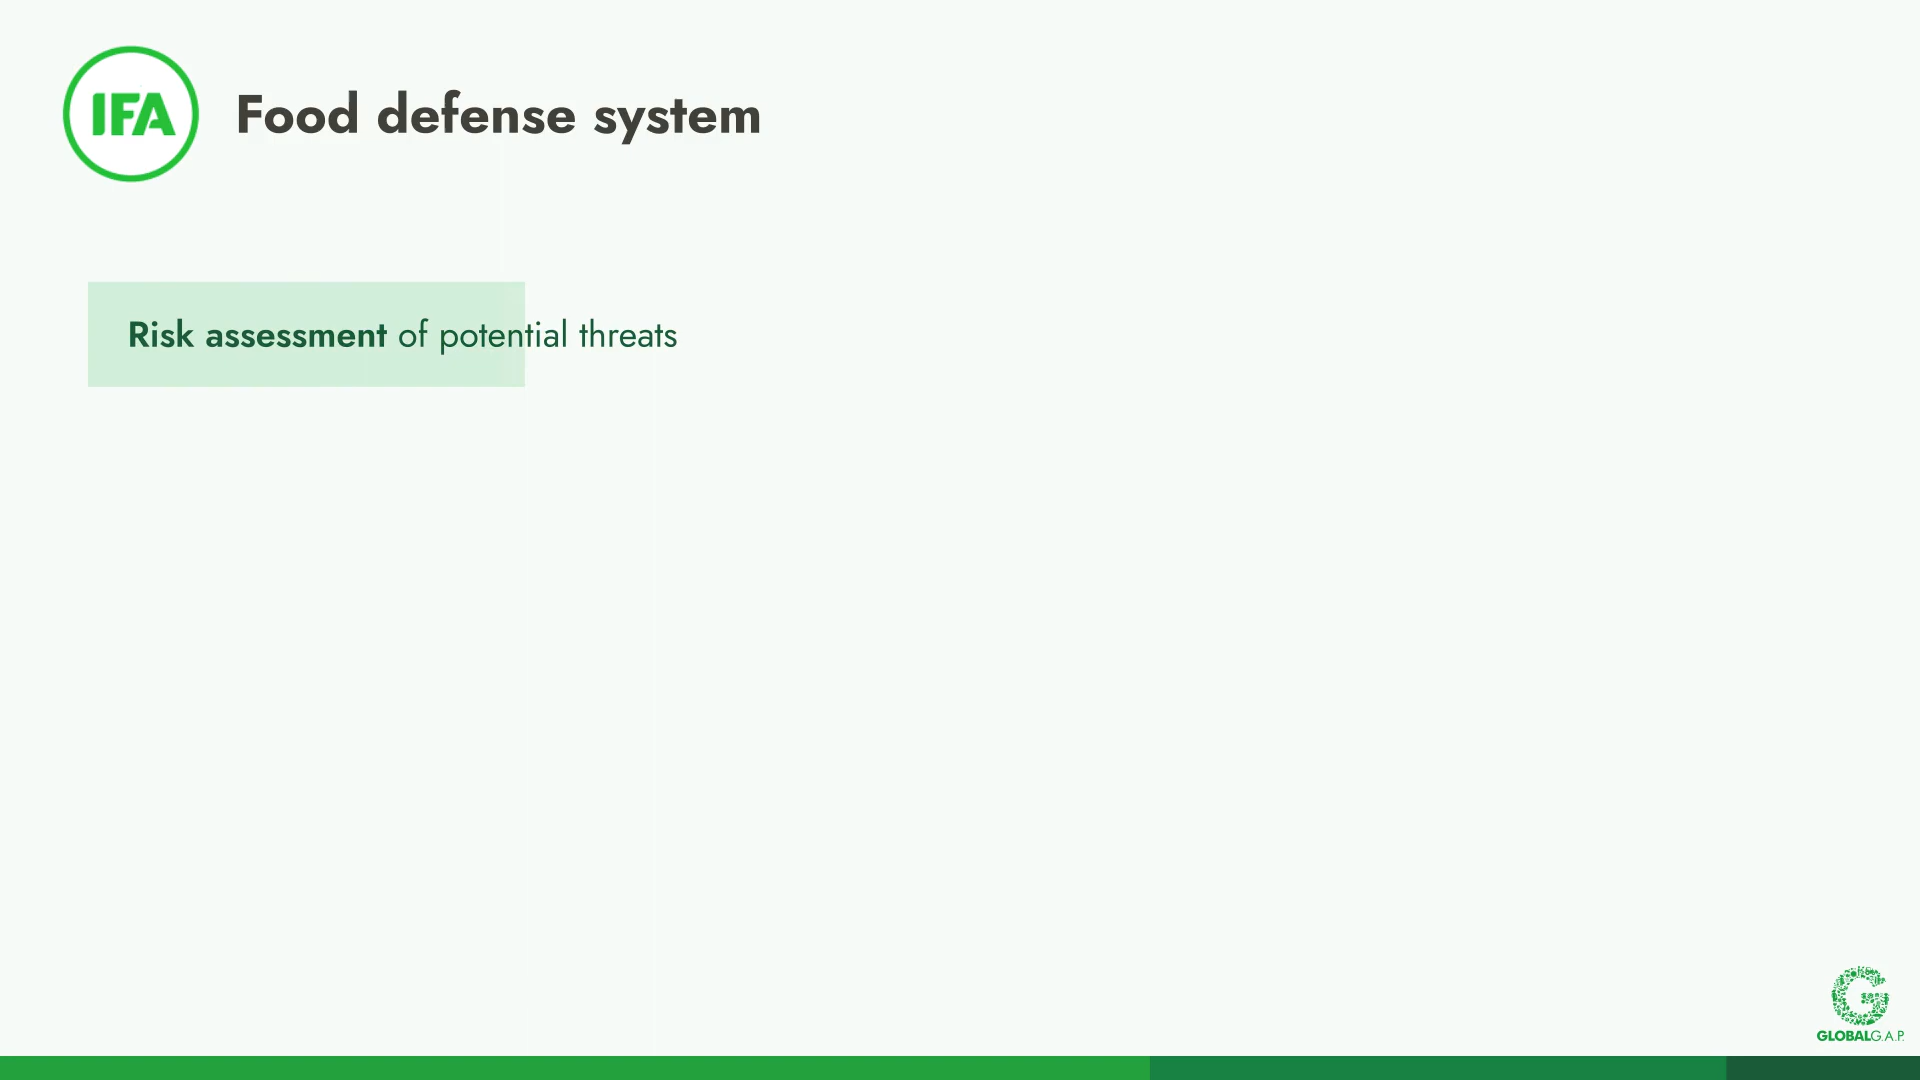 IFA
Food defense system
Risk assessment of potential threats
GLOBALG.A.P.